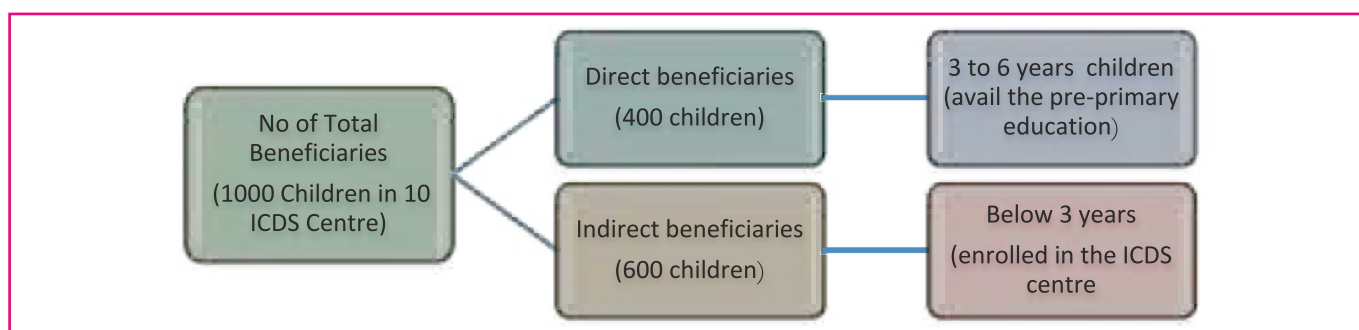 No of Total
Beneficiaries
(1000 Children in 10
ICDS Centre)
Direct beneficiaries
(400 children)
3 to 6 years children
(avail the pre-primary
education)
Indirect beneficiaries
(600 children)
Below 3 years
(enrolled in the ICDS
centre